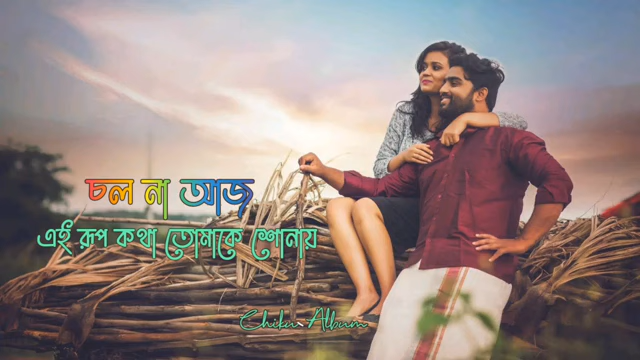 চল না আজ
এই রূপ কথা তোমাকে শোনায়
Chiku Album